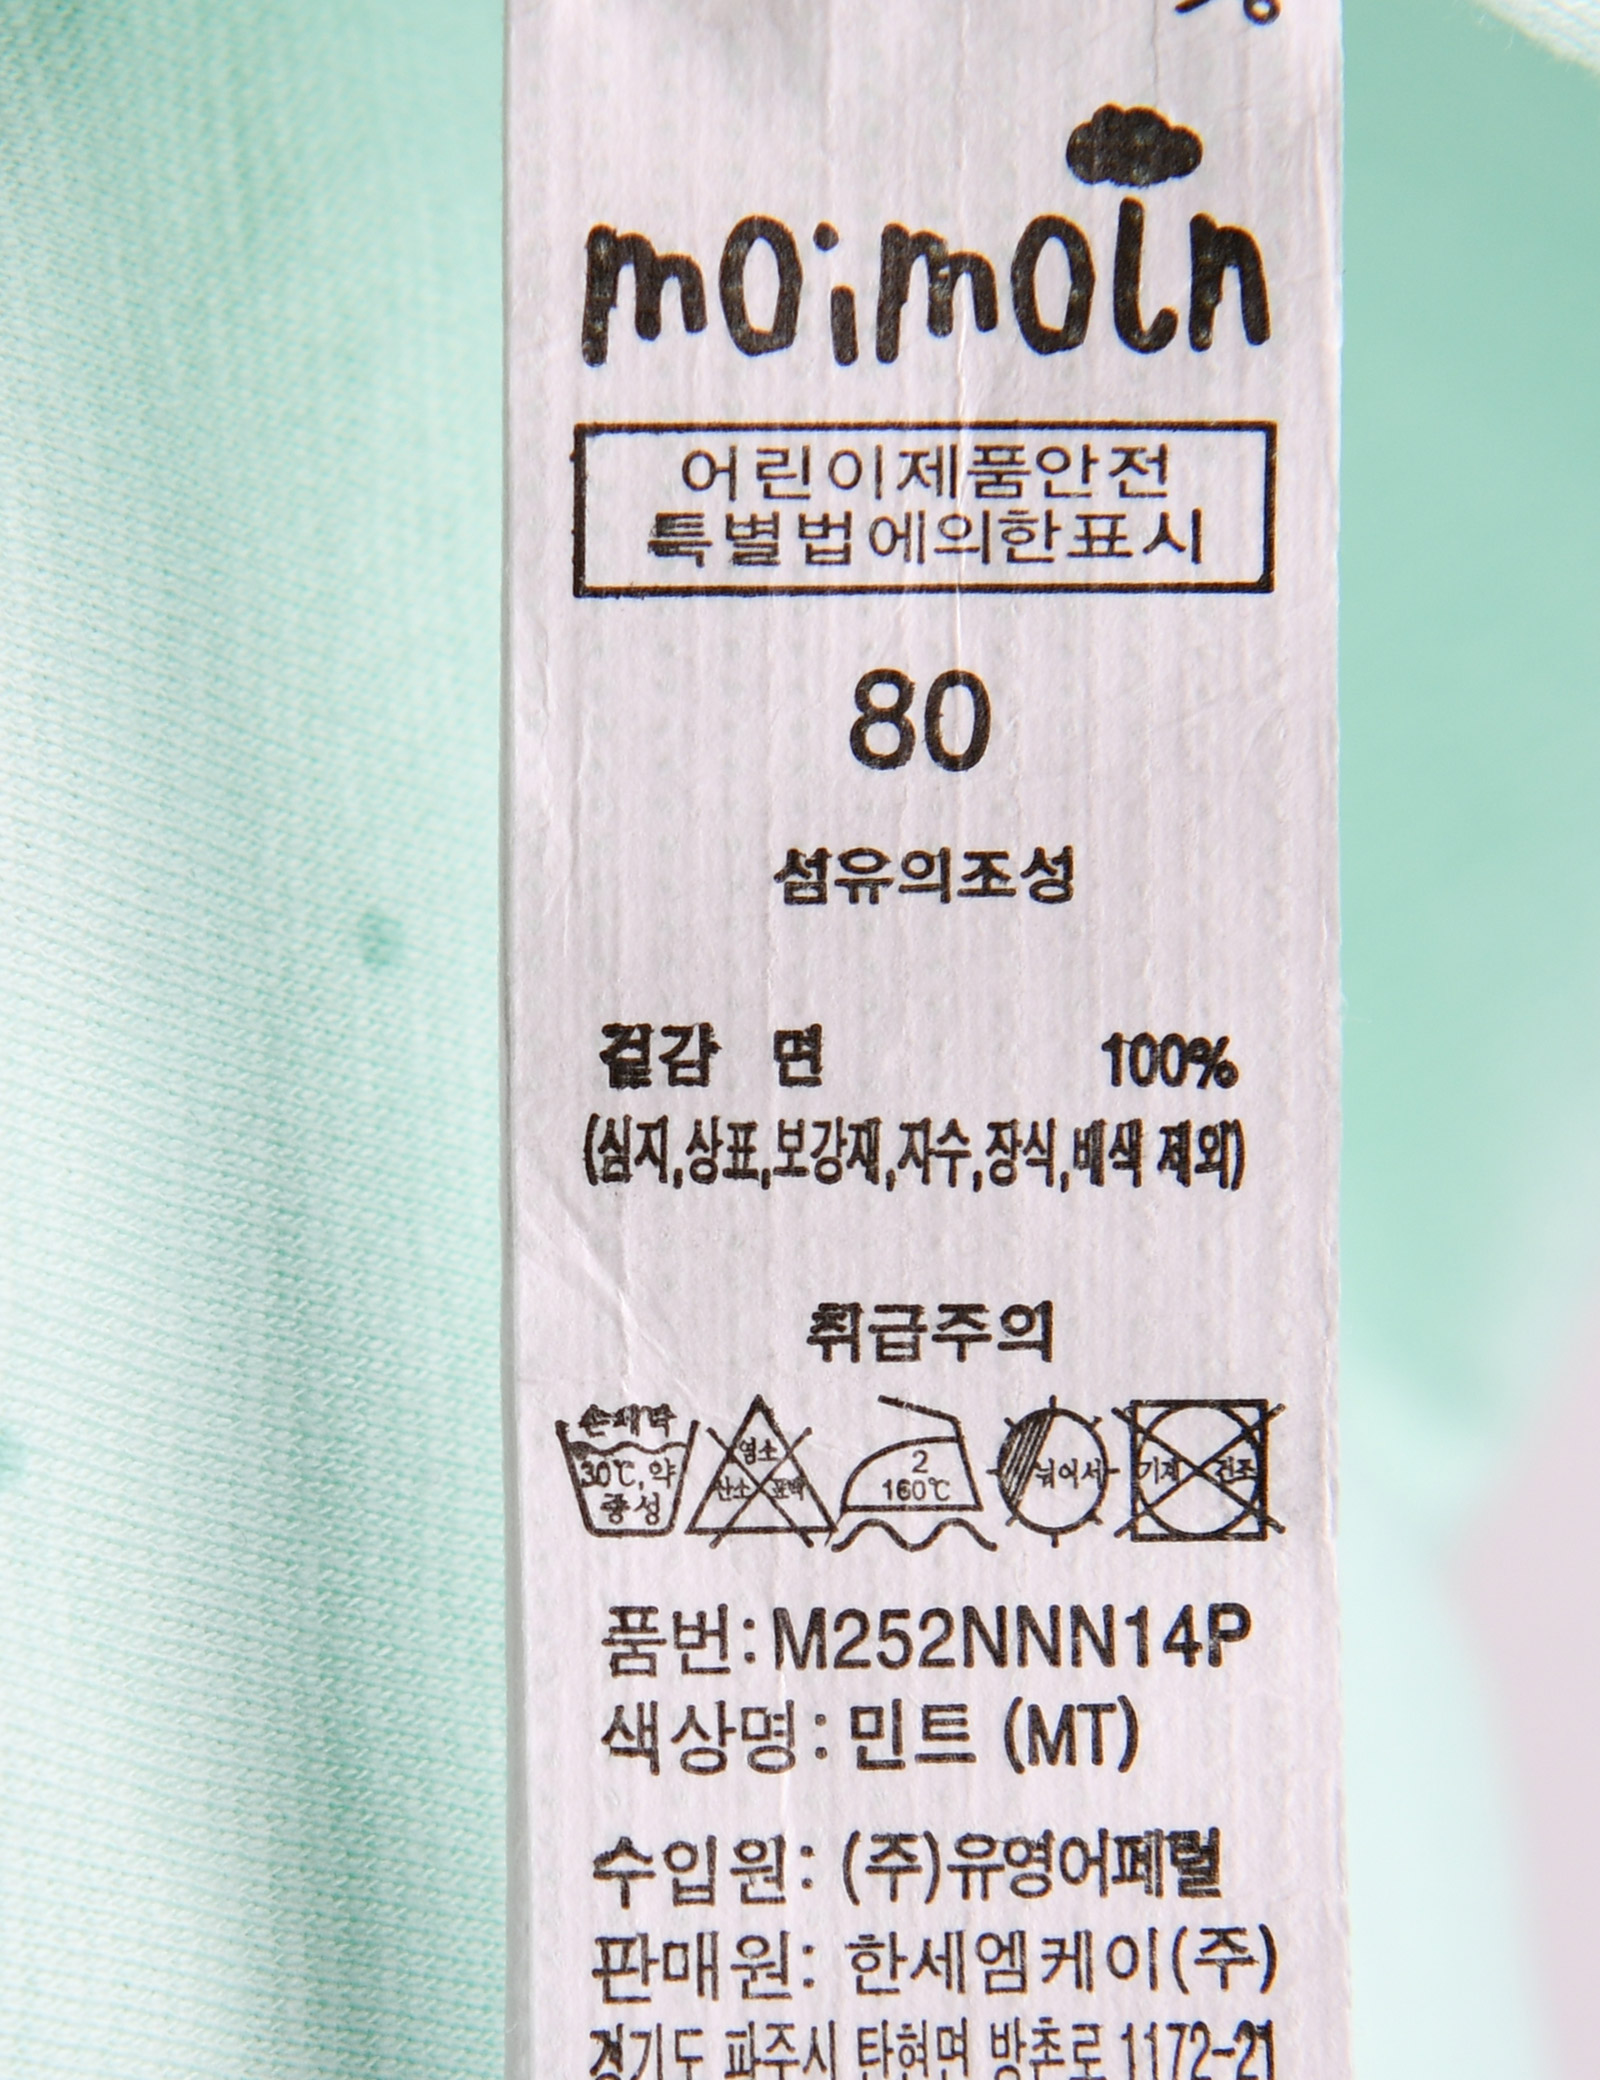 moimoln
어린이제품안전
특별법에의한표시
80
섬유의조성
겉감 면 100%
(심지,상표,보강재,자수,장식,배색 제외)
취급주의
손세탁
30℃,약
중성
염소
산소 표백
2
160℃
뉘어서
기계 건조
품번: M252NNN14P
색상명: 민트 (MT)
수입원: (주)유영어페럴
판매원: 한세엠케이(주)
경기도 파주시 탄현면 방촌로 1172-21